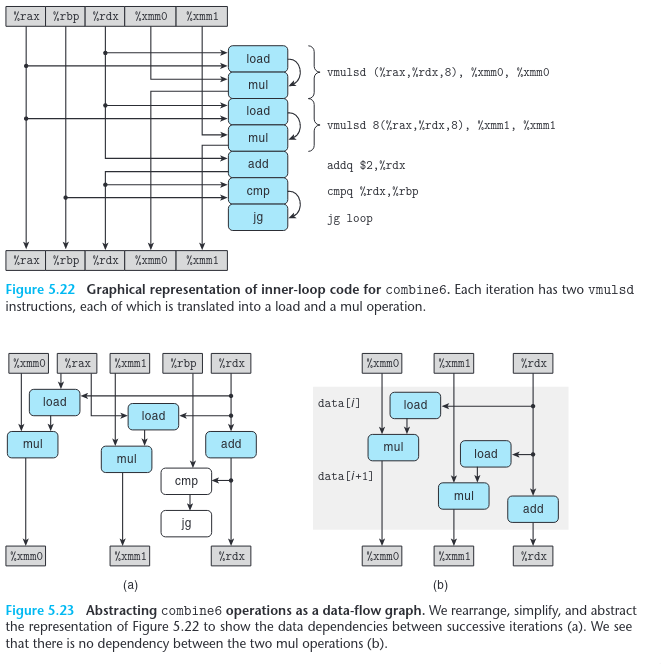 %rax %rbp %rdx %xmm0 %xmm1
load
mul
vmulsd (%rax,%rdx,8), %xmm0, %xmm0
load
mul
vmulsd 8(%rax,%rdx,8), %xmm1, %xmm1
add addq $2,%rdx
cmp cmpq %rdx,%rbp
jg jg loop
%rax %rbp %rdx %xmm0 %xmm1
Figure 5.22 Graphical representation of inner-loop code for combine6. Each iteration has two vmulsd
instructions, each of which is translated into a load and a mul operation.
%xmm0 %rax %xmm1 %rbp %rdx
load
load
mul
add
mul
cmp
jg
%xmm0 %xmm1 %rdx
(a)
%xmm0 %xmm1 %rdx
data[i] load
mul
load
data[i+1]
mul
add
%xmm0 %xmm1 %rdx
(b)
Figure 5.23 Abstracting combine6 operations as a data-flow graph. We rearrange, simplify, and abstract
the representation of Figure 5.22 to show the data dependencies between successive iterations (a). We see
that there is no dependency between the two mul operations (b).